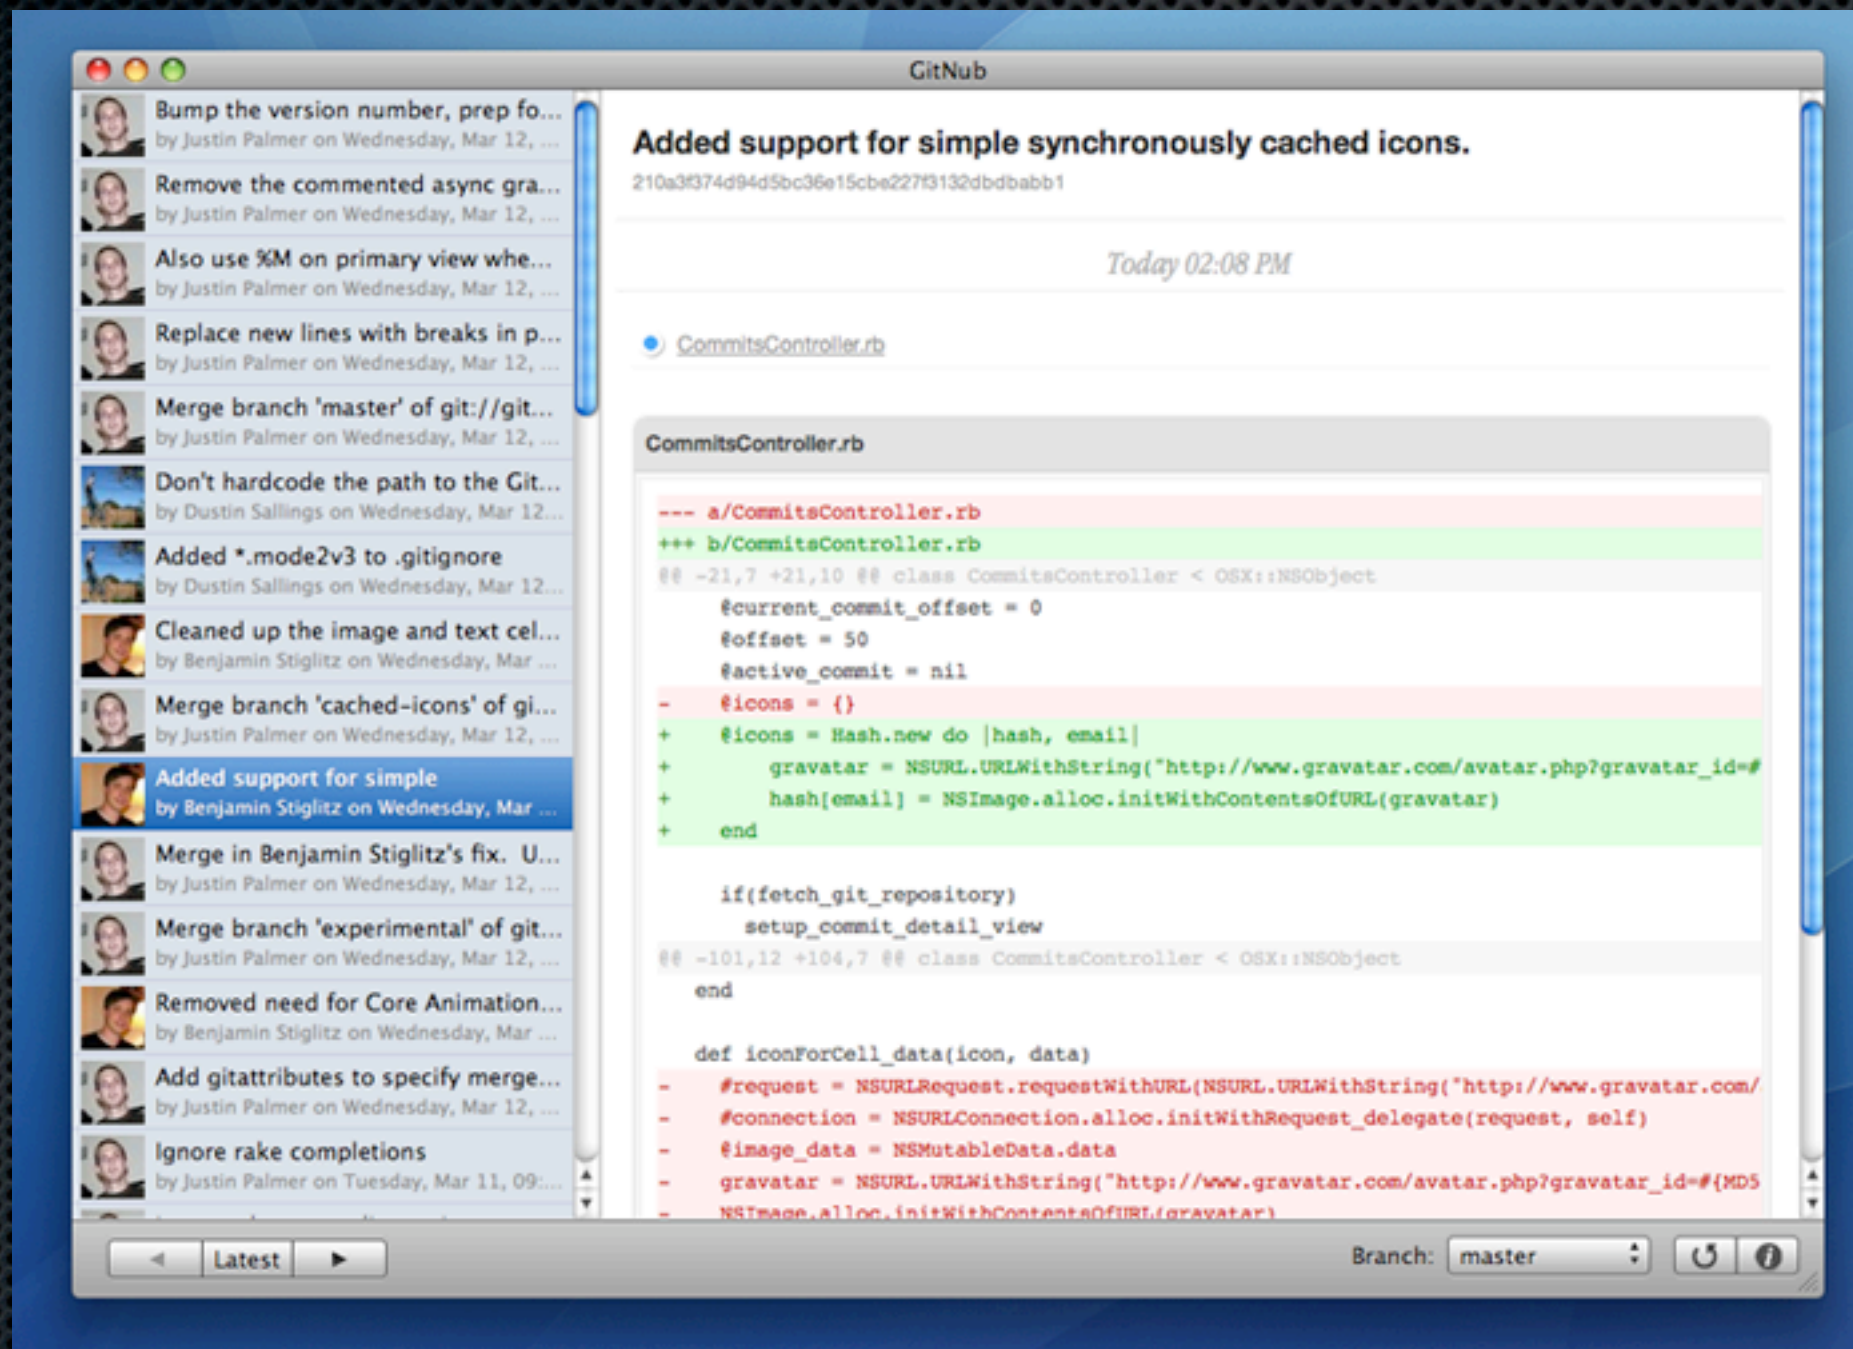 GitNub
Bump the version number, prep fo...
by Justin Palmer on Wednesday, Mar 12, ...
Remove the commented async gra...
by Justin Palmer on Wednesday, Mar 12, ...
Also use %M on primary view whe...
by Justin Palmer on Wednesday, Mar 12, ...
Replace new lines with breaks in p...
by Justin Palmer on Wednesday, Mar 12, ...
Merge branch 'master' of git://git...
by Justin Palmer on Wednesday, Mar 12, ...
Don't hardcode the path to the Git...
by Dustin Sallings on Wednesday, Mar 12...
Added *.mode2v3 to .gitignore
by Dustin Sallings on Wednesday, Mar 12...
Cleaned up the image and text cel...
by Benjamin Stiglitz on Wednesday, Mar ...
Merge branch 'cached-icons' of gi...
by Justin Palmer on Wednesday, Mar 12, ...
Added support for simple
by Benjamin Stiglitz on Wednesday, Mar ...
Merge in Benjamin Stiglitz's fix.  U...
by Justin Palmer on Wednesday, Mar 12, ...
Merge branch 'experimental' of git...
by Justin Palmer on Wednesday, Mar 12, ...
Removed need for Core Animation...
by Benjamin Stiglitz on Wednesday, Mar ...
Add gitattributes to specify merge...
by Justin Palmer on Wednesday, Mar 12, ...
Ignore rake completions
by Justin Palmer on Tuesday, Mar 11, 09:...
Added support for simple synchronously cached icons.
210a3f374d94d5bc36e15cbe227f3132dbdbabb1
Today 02:08 PM
CommitsController.rb
CommitsController.rb
--- a/CommitsController.rb
+++ b/CommitsController.rb
@@ -21,7 +21,10 @@ class CommitsController < OSX::NSObject
@current_commit_offset = 0
@offset = 50
@active_commit = nil
- @icons = {}
+ @icons = Hash.new do |hash, email|
+ gravatar = NSURL.URLWithString("http://www.gravatar.com/avatar.php?gravatar_id=#
+ hash[email] = NSImage.alloc.initWithContentsOfURL(gravatar)
+ end
if(fetch_git_repository)
setup_commit_detail_view
@@ -101,12 +104,7 @@ class CommitsController < OSX::NSObject
end
def iconForCell_data(icon, data)
- #request = NSURLRequest.requestWithURL(NSURL.URLWithString("http://www.gravatar.com/
- #connection = NSURLConnection.alloc.initWithRequest_delegate(request, self)
- @image_data = NSMutableData.data
- gravatar = NSURL.URLWithString("http://www.gravatar.com/avatar.php?gravatar_id=#{MD5
- NSImage.alloc.initWithContentsOfURL(gravatar)
Latest
Branch: master